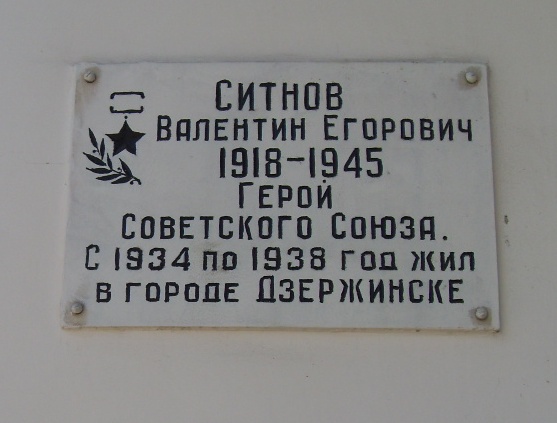 СИТНОВ
ВАЛЕНТИН ЕГОРОВИЧ
1918-1945
ГЕРОЙ
СОВЕТСКОГО СОЮЗА.
С 1934 ПО 1938 ГОД ЖИЛ
В ГОРОДЕ ДЗЕРЖИНСКЕ